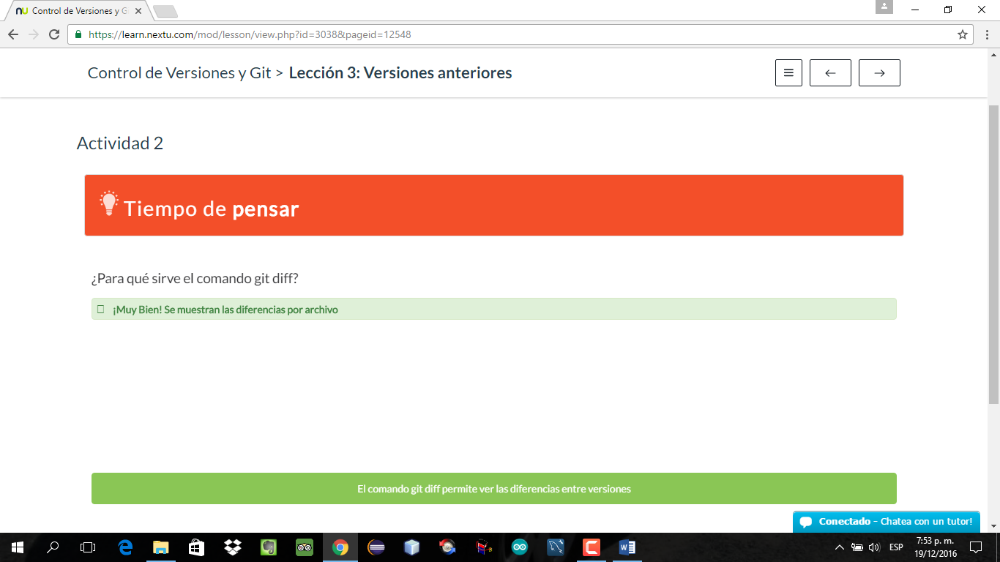 nu Control de Versiones y G
https://learn.nextu.com/mod/lesson/view.php?id=3038&pageid=12548
Control de Versiones y Git > Lección 3: Versiones anteriores
Actividad 2
Tiempo de pensar
¿Para qué sirve el comando git diff?
¡Muy Bien! Se muestran las diferencias por archivo
El comando git diff permite ver las diferencias entre versiones
Conectado - Chatea con un tutor!
ESP
7:53 p. m.
19/12/2016